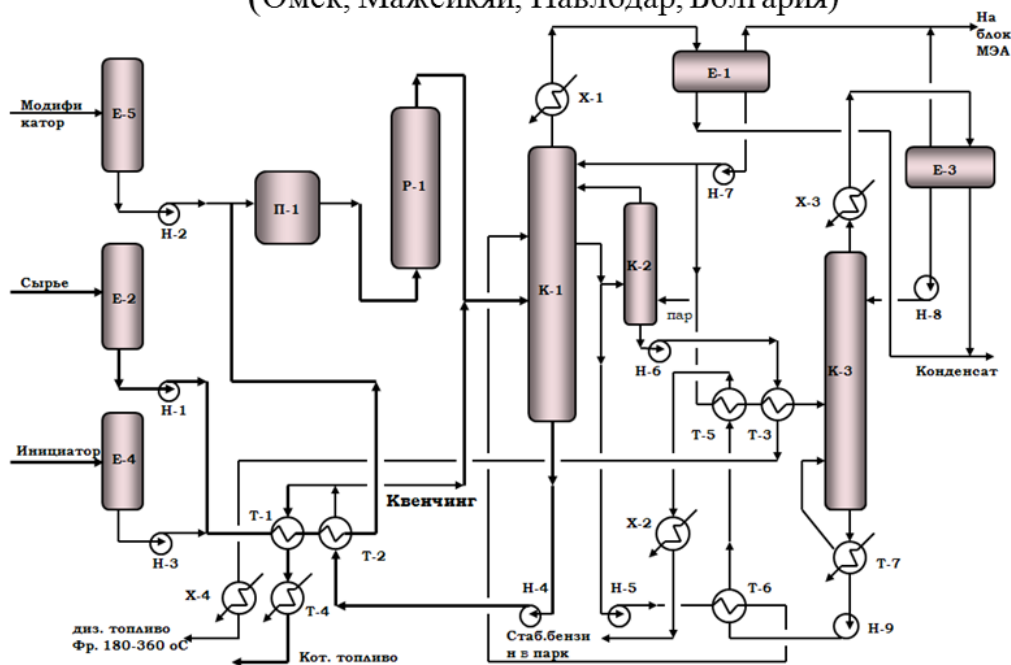 (Омск, Мажейкяй, Павлодар, Болгария)
На
блок
МЭА
Е-1
Х-1
Модифи
катор
Е-5
Р-1
П-1
Н-2
Н-7
Е-3
Х-3
К-2
К-1
Сырье
Е-2
пар
Н-8
Н-6
Конденсат
К-3
Н-1
Т-5
Т-3
Инициатор
Е-4
Квенчинг
Т-1
Т-2
Х-2
Н-3
Т-7
Х-4
Т-4
Н-4
Н-5
Т-6
Н-9
диз. топливо
Фр. 180-360 оС
Стаб.бензи
н в парк
Кот. топливо